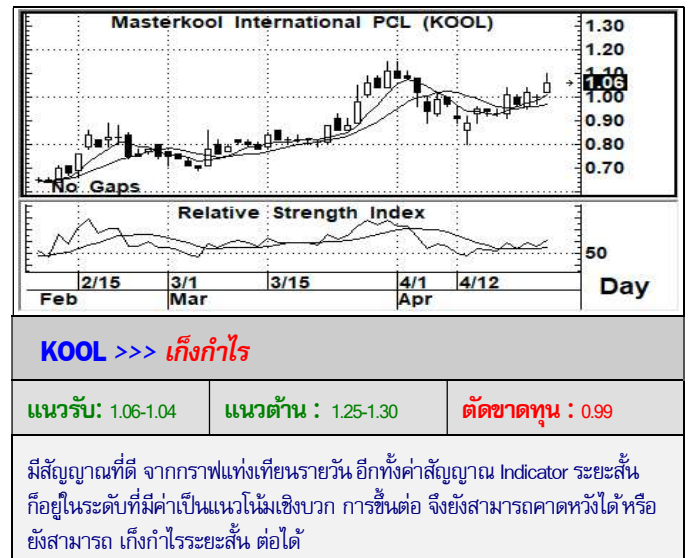 Masterkool International PCL (KOOL)
1.30
1.20
1.10
1.06
1.00
0.90
0.80
0.70
No Gaps
Relative Strength Index
50
2/15 3/1 3/15 4/1 4/12
Feb Mar Apr
Day
KOOL >>> เก็งกำไร
แนวรับ: 1.06-1.04 แนวต้าน : 1.25-1.30 ตัดขาดทุน : 0.99
มีสัญญาณที่ดี จากกราฟแท่งเทียนรายวัน อีกทั้งค่าสัญญาณ Indicator ระยะสั้น
ก็อยู่ในระดับที่มีค่าเป็นแนวโน้มเชิงบวก การขึ้นต่อ จึงยังสามารถคาดหวังได้ หรือ
ยังสามารถ เก็งกำไรระยะสั้น ต่อได้